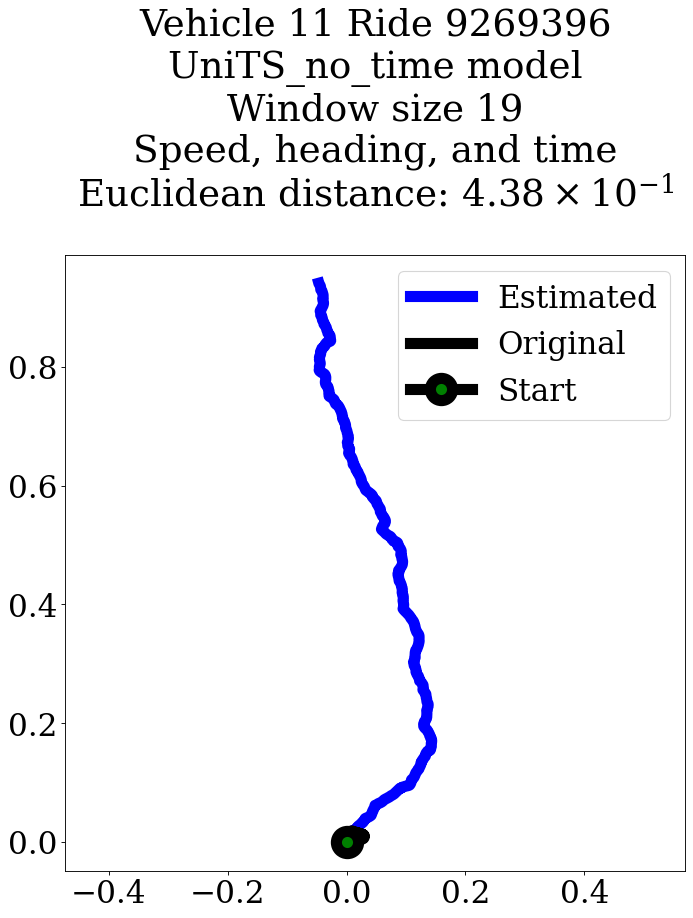 Vehicle 11 Ride 9269396
UniTS_no_time model
Window size 19
Speed, heading, and time
Euclidean distance: 4.38 × 10⁻¹
Estimated
Original
Start
0.8
0.6
0.4
0.2
0.0
−0.4 −0.2 0.0 0.2 0.4